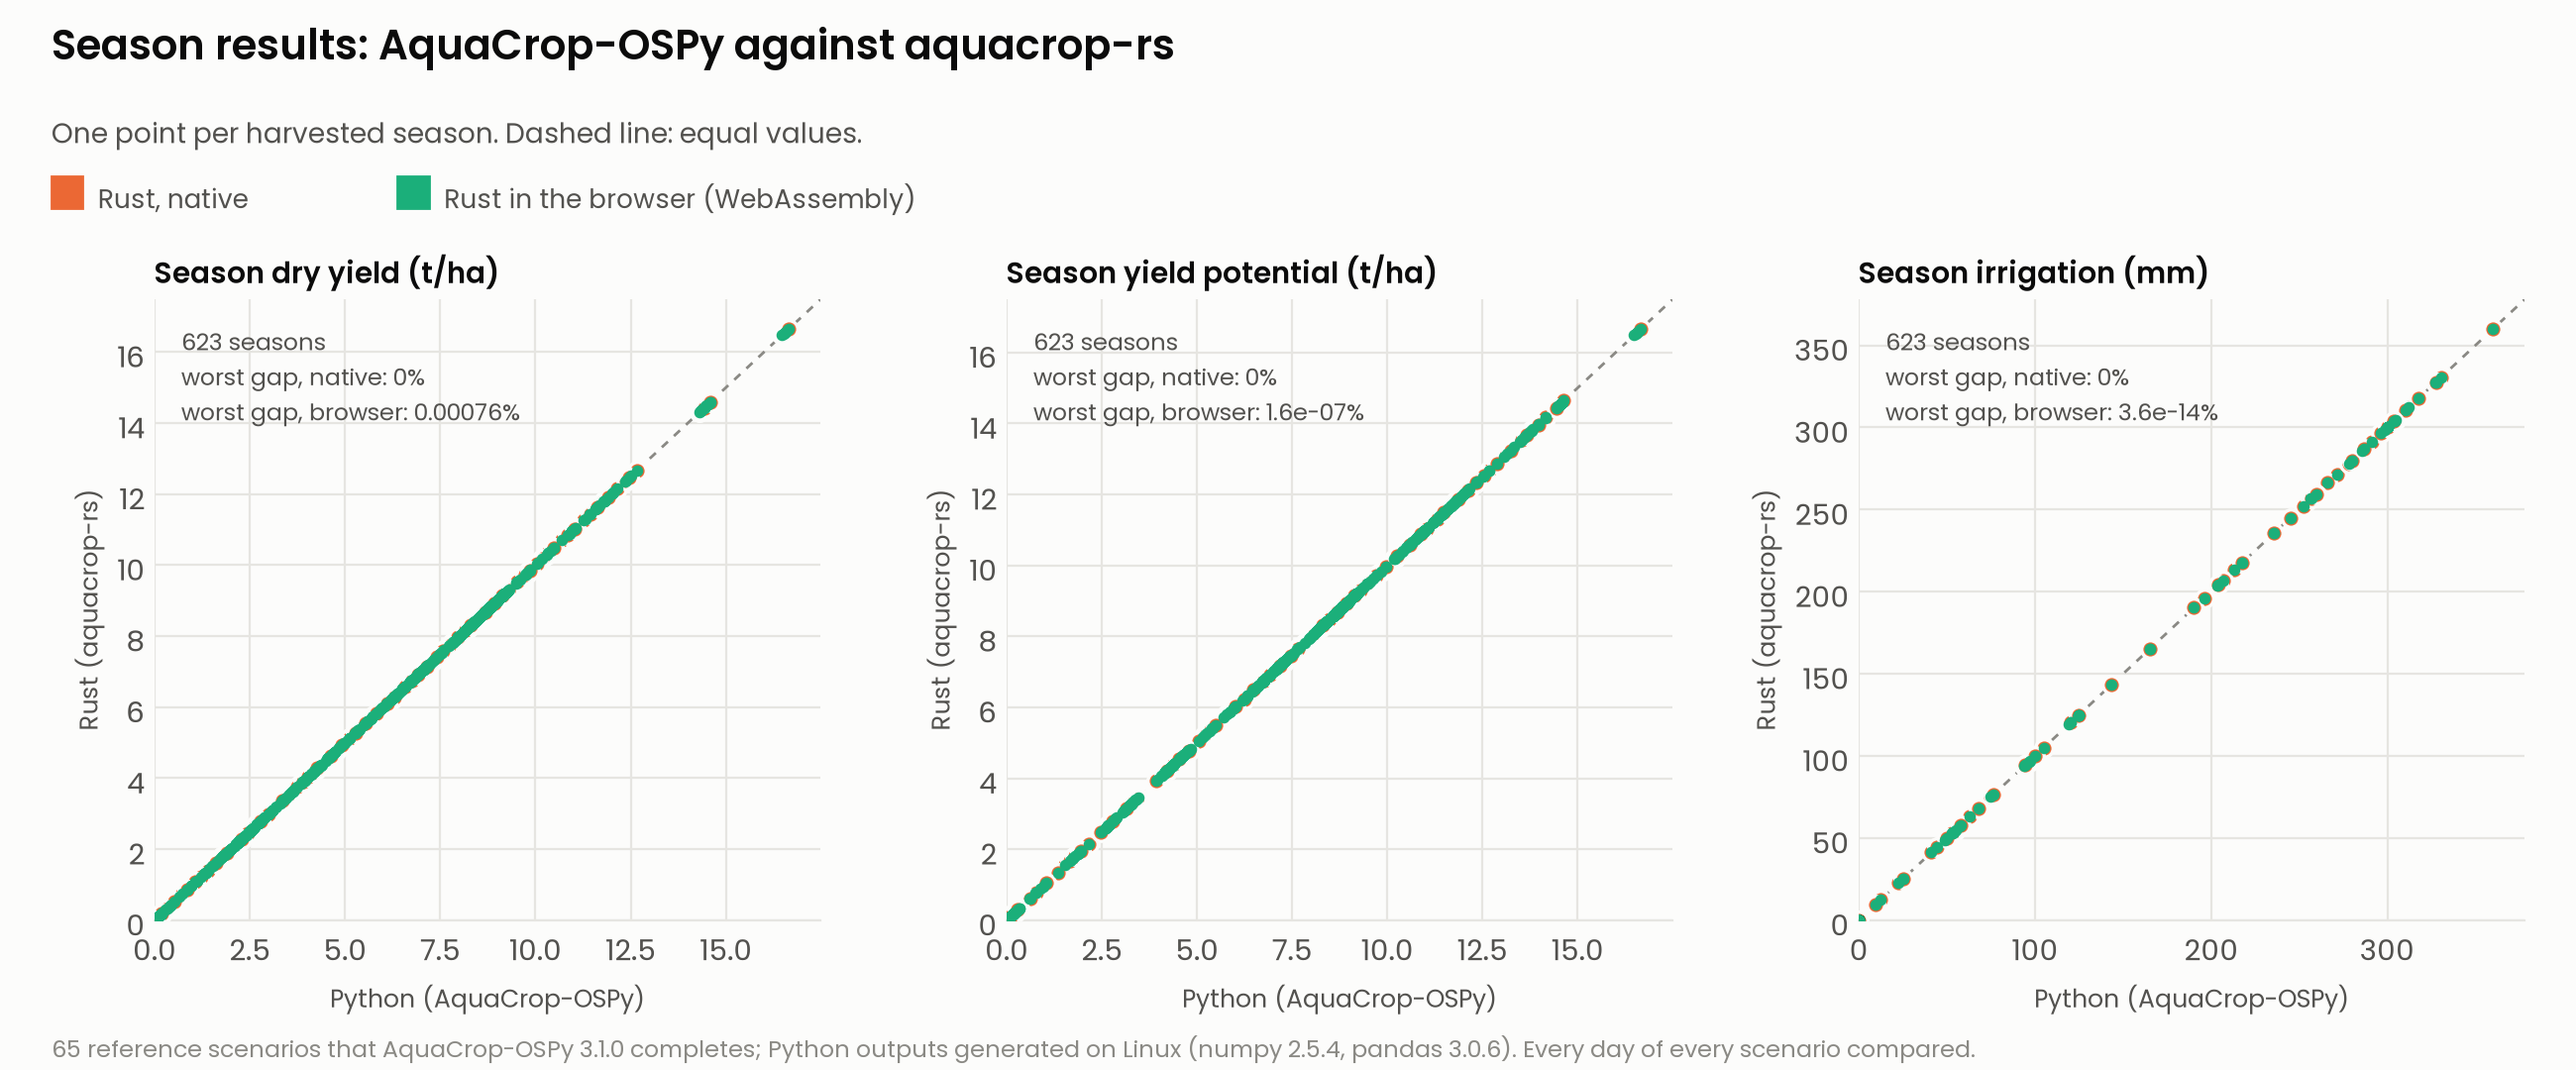 Season results: AquaCrop-OSPy against aquacrop-rs
One point per harvested season. Dashed line: equal values.
Rust, native
Rust in the browser (WebAssembly)
Season dry yield (t/ha)
623 seasons
worst gap, native: 0%
worst gap, browser: 0.00076%
16
14
12
10
8
6
4
2
0
Rust (aquacrop-rs)
0.0 2.5 5.0 7.5 10.0 12.5 15.0
Python (AquaCrop-OSPy)
Season yield potential (t/ha)
623 seasons
worst gap, native: 0%
worst gap, browser: 1.6e-07%
16
14
12
10
8
6
4
2
0
Rust (aquacrop-rs)
0.0 2.5 5.0 7.5 10.0 12.5 15.0
Python (AquaCrop-OSPy)
Season irrigation (mm)
623 seasons
worst gap, native: 0%
worst gap, browser: 3.6e-14%
350
300
250
200
150
100
50
0
Rust (aquacrop-rs)
0 100 200 300
Python (AquaCrop-OSPy)
65 reference scenarios that AquaCrop-OSPy 3.1.0 completes; Python outputs generated on Linux (numpy 2.5.4, pandas 3.0.6). Every day of every scenario compared.